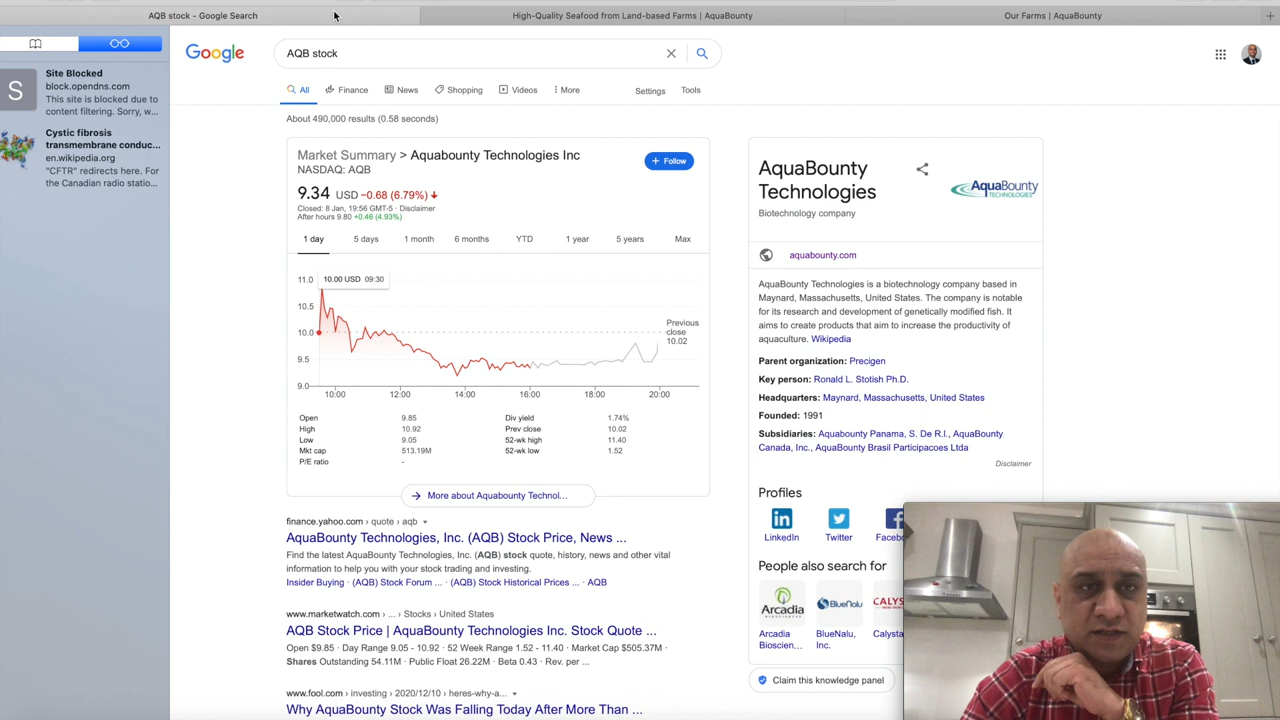 AQB stock - Google Search
High-Quality Seafood from Land-based Farms | AquaBounty
Our Farms | AquaBounty
S
Site Blocked
block.opendns.com
This site is blocked due to
content filtering. Sorry, w...
Cystic fibrosis
transmembrane conduc...
en.wikipedia.org
"CFTR" redirects here. For
the Canadian radio statio...
Google
AQB stock
All
Finance
News
Shopping
Videos
More
Settings
Tools
About 490,000 results (0.58 seconds)
Market Summary > Aquabounty Technologies Inc
NASDAQ: AQB
+ Follow
9.34 USD −0.68 (6.79%) ↓
Closed: 8 Jan, 19:56 GMT-5 · Disclaimer
After hours 9.80 +0.46 (4.93%)
1 day
5 days
1 month
6 months
YTD
1 year
5 years
Max
11.0
10.00 USD 09:30
10.5
10.0
9.5
9.0
Previous
close
10.02
10:00
12:00
14:00
16:00
18:00
20:00
Open 9.85
High 10.92
Low 9.05
Mkt cap 513.19M
P/E ratio -
Div yield 1.74%
Prev close 10.02
52-wk high 11.40
52-wk low 1.52
More about Aquabounty Technol...
finance.yahoo.com › quote › aqb
AquaBounty Technologies, Inc. (AQB) Stock Price, News ...
Find the latest AquaBounty Technologies, Inc. (AQB) stock quote, history, news and other vital
information to help you with your stock trading and investing.
Insider Buying · (AQB) Stock Forum ... · (AQB) Stock Historical Prices ... · AQB
www.marketwatch.com › ... › Stocks › United States
AQB Stock Price | AquaBounty Technologies Inc. Stock Quote ...
Open $9.85 · Day Range 9.05 - 10.92 · 52 Week Range 1.52 - 11.40 · Market Cap $505.37M ·
Shares Outstanding 54.11M · Public Float 26.22M · Beta 0.43 · Rev. per ...
www.fool.com › investing › 2020/12/10 › heres-why-a...
Why AquaBounty Stock Was Falling Today After More Than ...
AquaBounty
Technologies
Biotechnology company
AquaBounty
TECHNOLOGIES
aquabounty.com
AquaBounty Technologies is a biotechnology company based in
Maynard, Massachusetts, United States. The company is notable
for its research and development of genetically modified fish. It
aims to create products that aim to increase the productivity of
aquaculture. Wikipedia
Parent organization: Precigen
Key person: Ronald L. Stotish Ph.D.
Headquarters: Maynard, Massachusetts, United States
Founded: 1991
Subsidiaries: Aquabounty Panama, S. De R.l., AquaBounty
Canada, Inc., AquaBounty Brasil Participacoes Ltda
Disclaimer
Profiles
LinkedIn
Twitter
People also search for
ARCADIA
BlueNalu
Arcadia
Bioscien...
BlueNalu,
Inc.
Calysta
Claim this knowledge panel